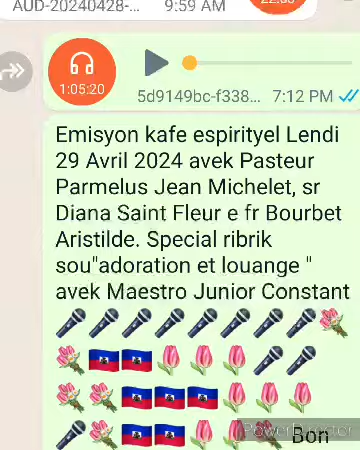 AUD-20240428-... 9:59 AM
1:05:20
5d9149bc-f338... 7:12 PM
Emisyon kafe espirityel Lendi
29 Avril 2024 avek Pasteur
Parmelus Jean Michelet, sr
Diana Saint Fleur e fr Bourbet
Aristilde. Special ribrik
sou"adoration et louange "
avek Maestro Junior Constant
🎤🎤🎤🎤🎤🎤🎤🎤💐
💐🇭🇹🇭🇹🌷🌷🌷🎤🎤
💐💐🇭🇹🇭🇹🇭🇹🌷🌷🌷
🎤💐🇭🇹🇭🇹🌷🌷💐 Bon
PowerDirector